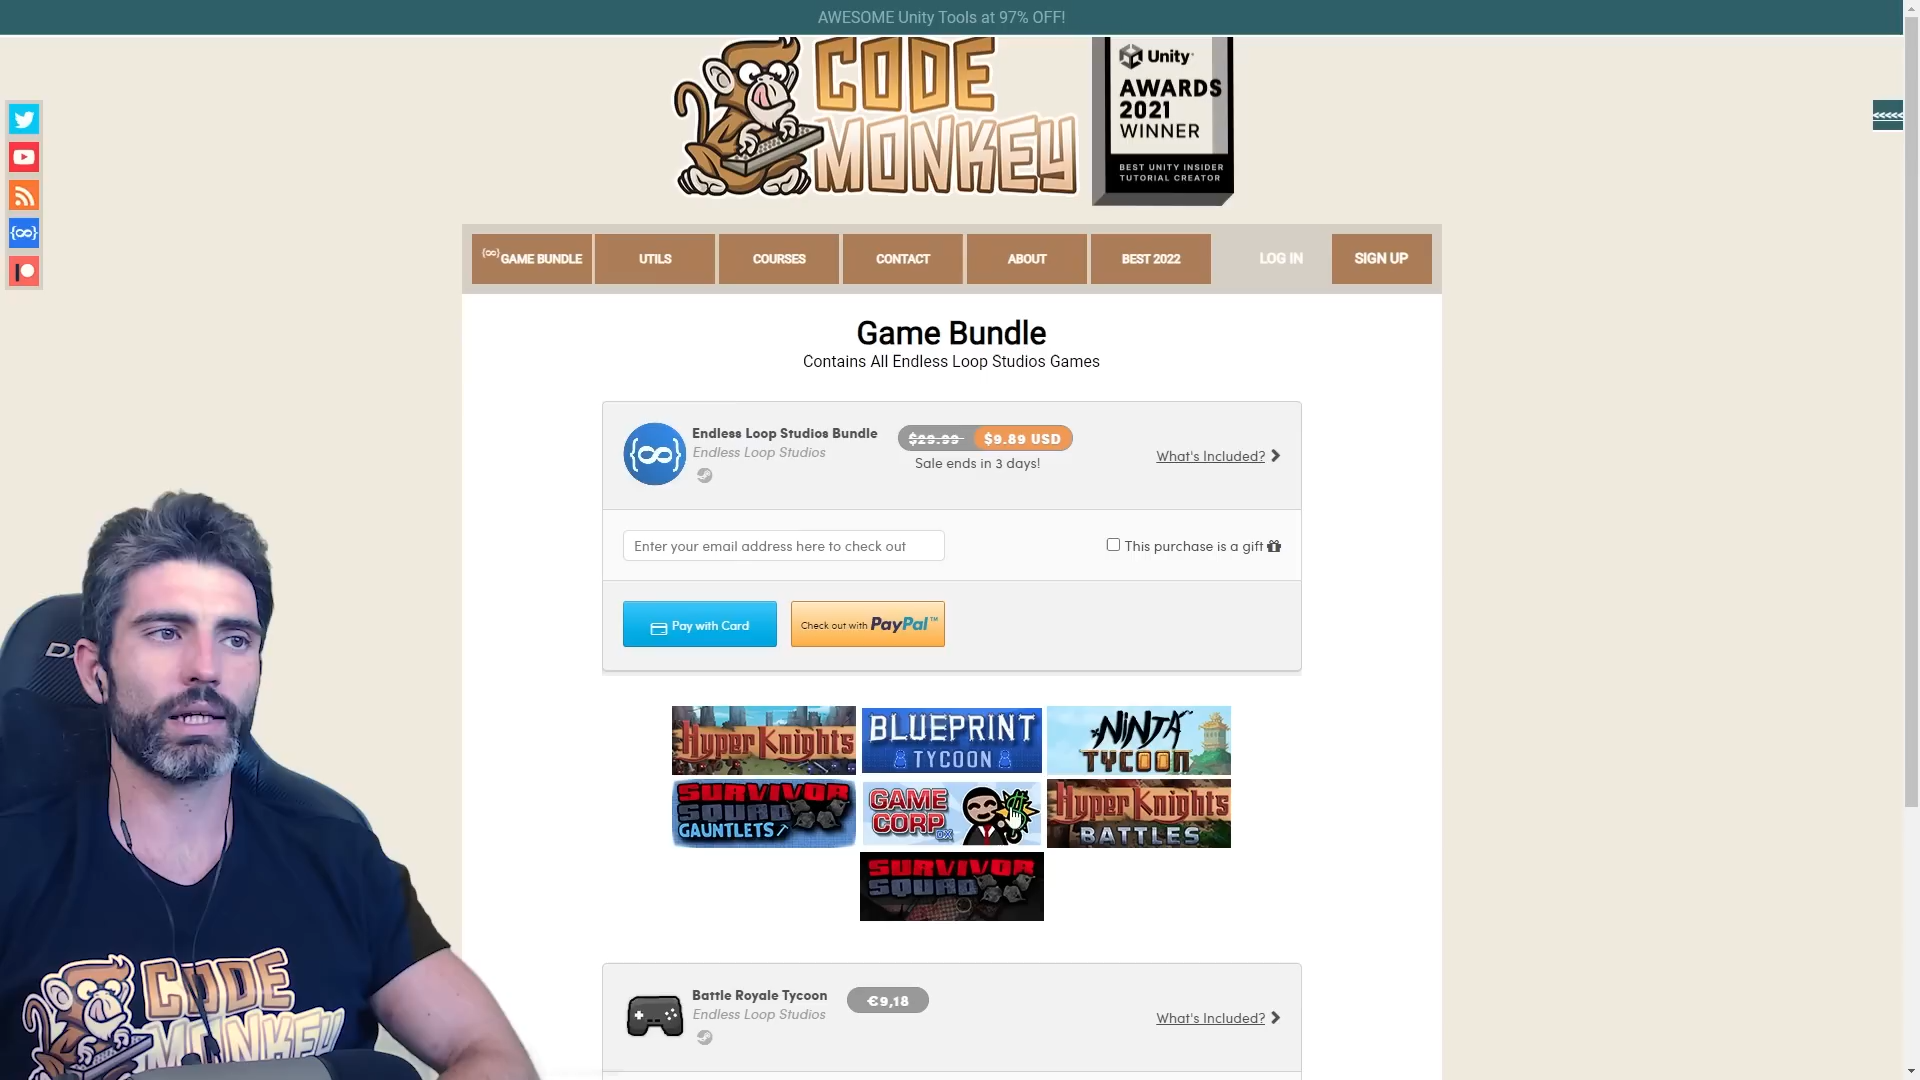 AWESOME Unity Tools at 97% OFF!
CODE
MONKEY
Unity
AWARDS
2021
WINNER
BEST UNITY INSIDER
TUTORIAL CREATOR
<<<<<
GAME BUNDLE
UTILS
COURSES
CONTACT
ABOUT
BEST 2022
LOG IN
SIGN UP
Game Bundle
Contains All Endless Loop Studios Games
Endless Loop Studios Bundle
Endless Loop Studios
$29.99
$9.89 USD
Sale ends in 3 days!
What's Included?
Enter your email address here to check out
This purchase is a gift
Pay with Card
Check out with PayPal™
HYPER KNIGHTS
BLUEPRINT
TYCOON
NINJA
TYCOON
SURVIVOR
SQUAD
GAUNTLETS
GAME
CORP DX
HYPER KNIGHTS
BATTLES
SURVIVOR
SQUAD
Battle Royale Tycoon
Endless Loop Studios
€9,18
What's Included?
CODE
MONKEY